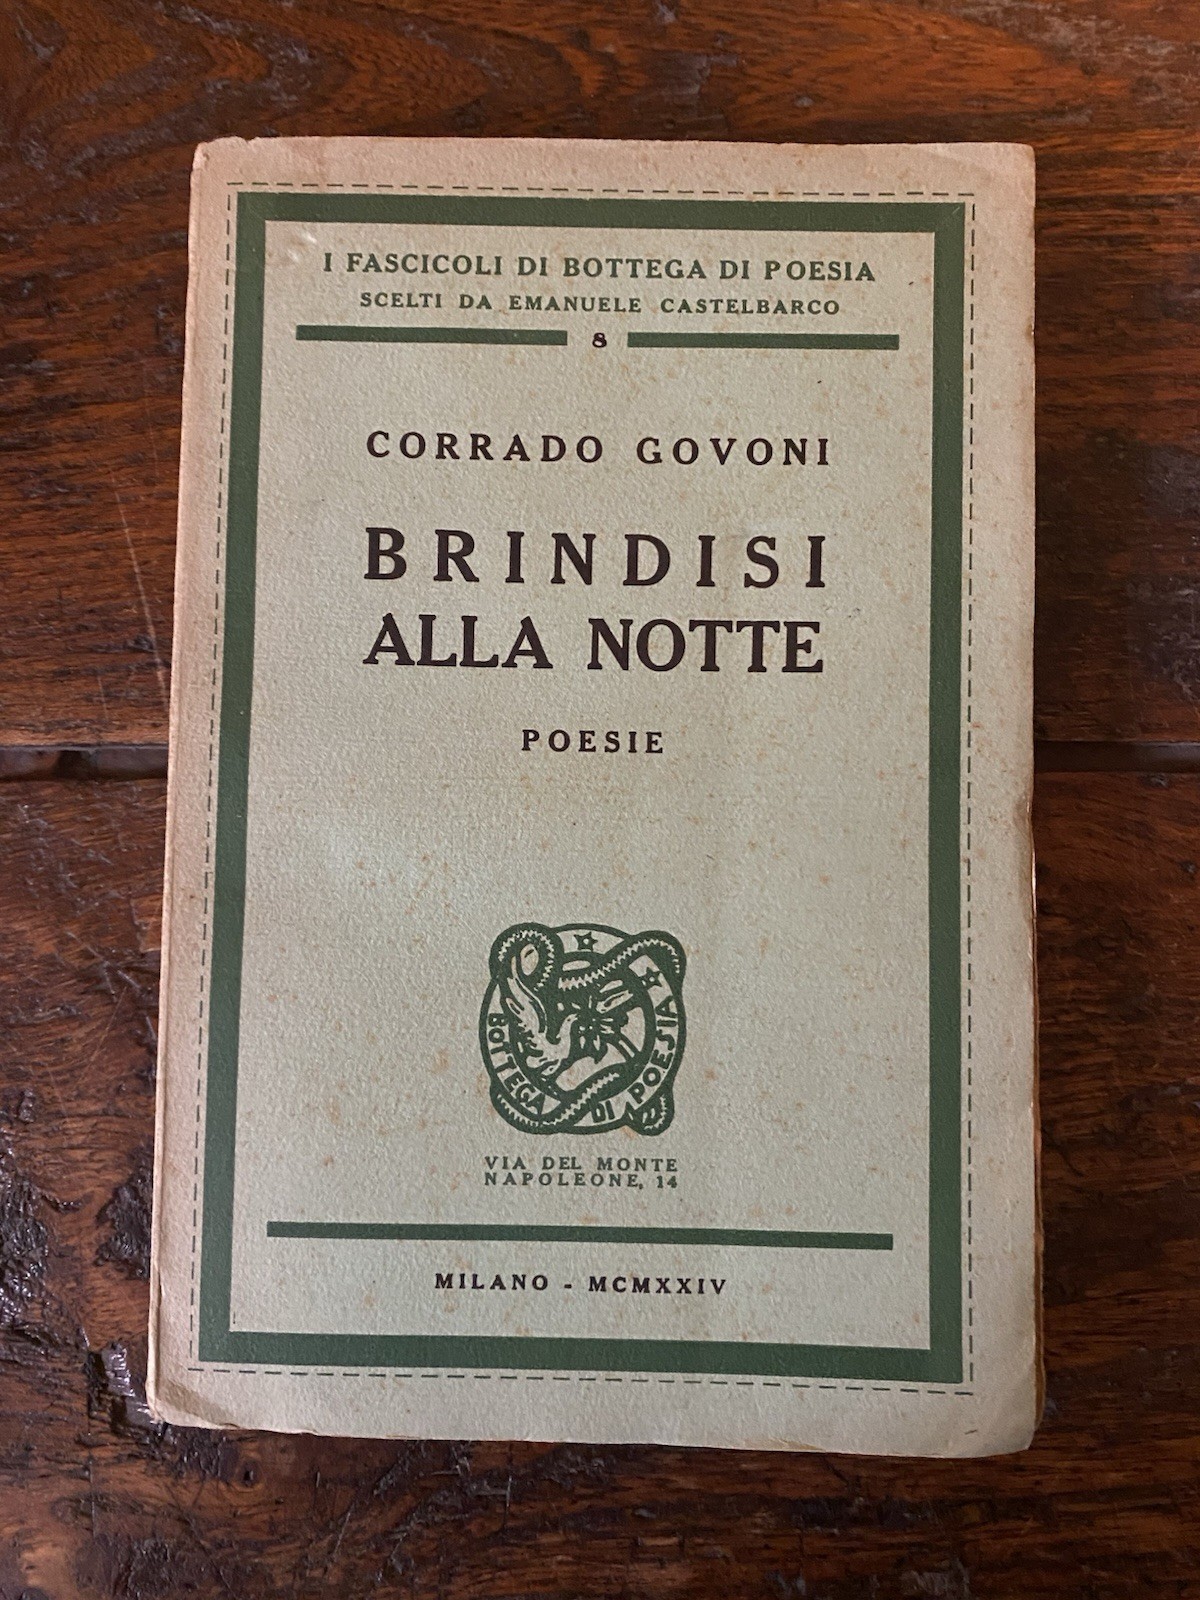 I FASCICOLI DI BOTTEGA DI POESIA
SCELTI DA EMANUELE CASTELBARCO
8
CORRADO GOVONI
BRINDISI
ALLA NOTTE
POESIE
BOTTEGA DI POESIA
VIA DEL MONTE
NAPOLEONE, 14
MILANO - MCMXXIV